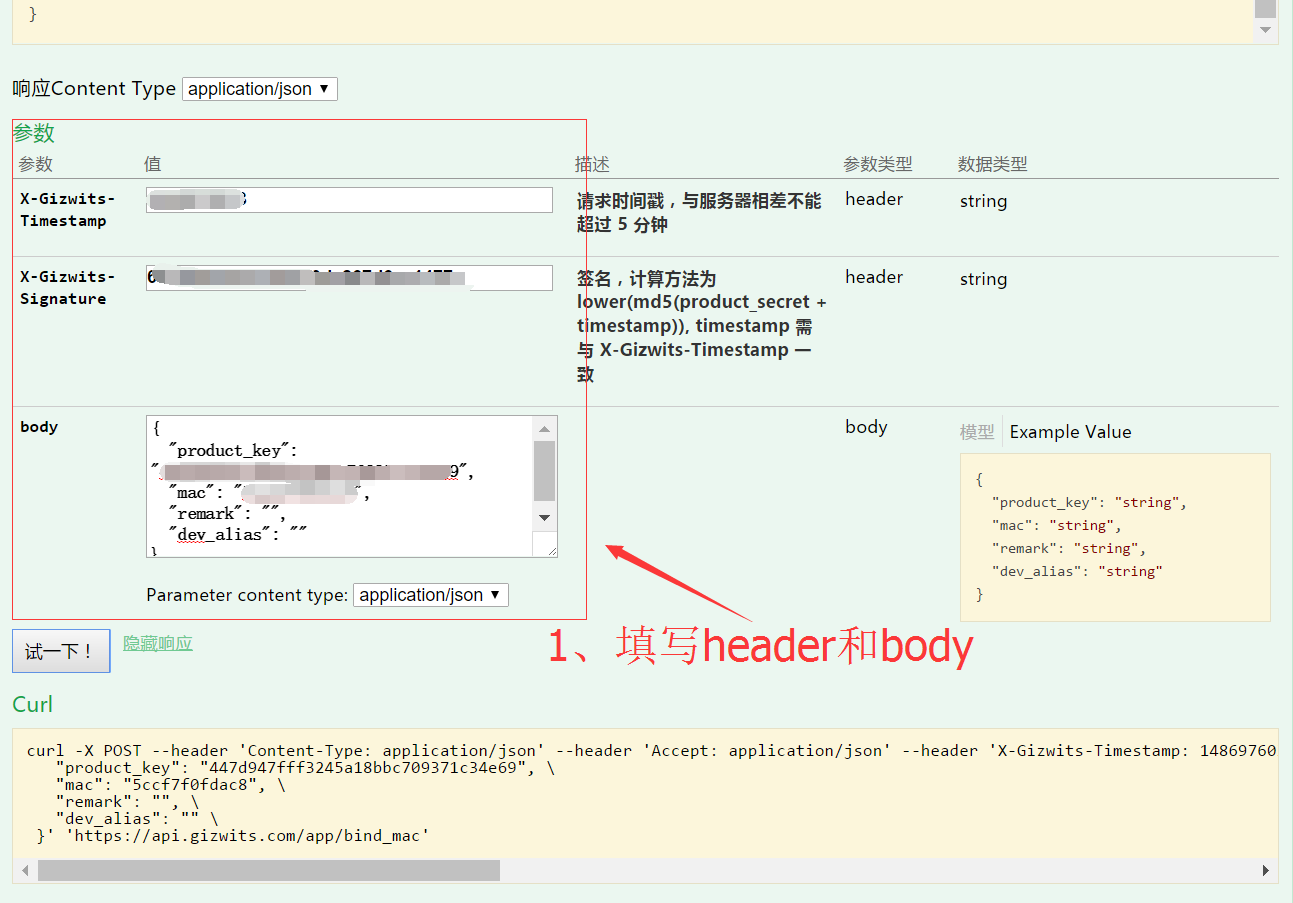 }
响应Content Type application/json ▼
参数
参数 值 描述 参数类型 数据类型
X-Gizwits-Timestamp 请求时间戳，与服务器相差不能超过 5 分钟 header string
X-Gizwits-Signature 签名，计算方法为 lower(md5(product_secret + timestamp)), timestamp 需与 X-Gizwits-Timestamp 一致 header string
body
{
"product_key":
"9",
"mac": "",
"remark": "",
"dev_alias": ""
}
body
模型 Example Value
{
"product_key": "string",
"mac": "string",
"remark": "string",
"dev_alias": "string"
}
Parameter content type: application/json ▼
1、填写header和body
试一下！ 隐藏响应
Curl
curl -X POST --header 'Content-Type: application/json' --header 'Accept: application/json' --header 'X-Gizwits-Timestamp: 14869760
"product_key": "447d947fff3245a18bbc709371c34e69", \
"mac": "5ccf7f0fdac8", \
"remark": "", \
"dev_alias": "" \
}' 'https://api.gizwits.com/app/bind_mac'